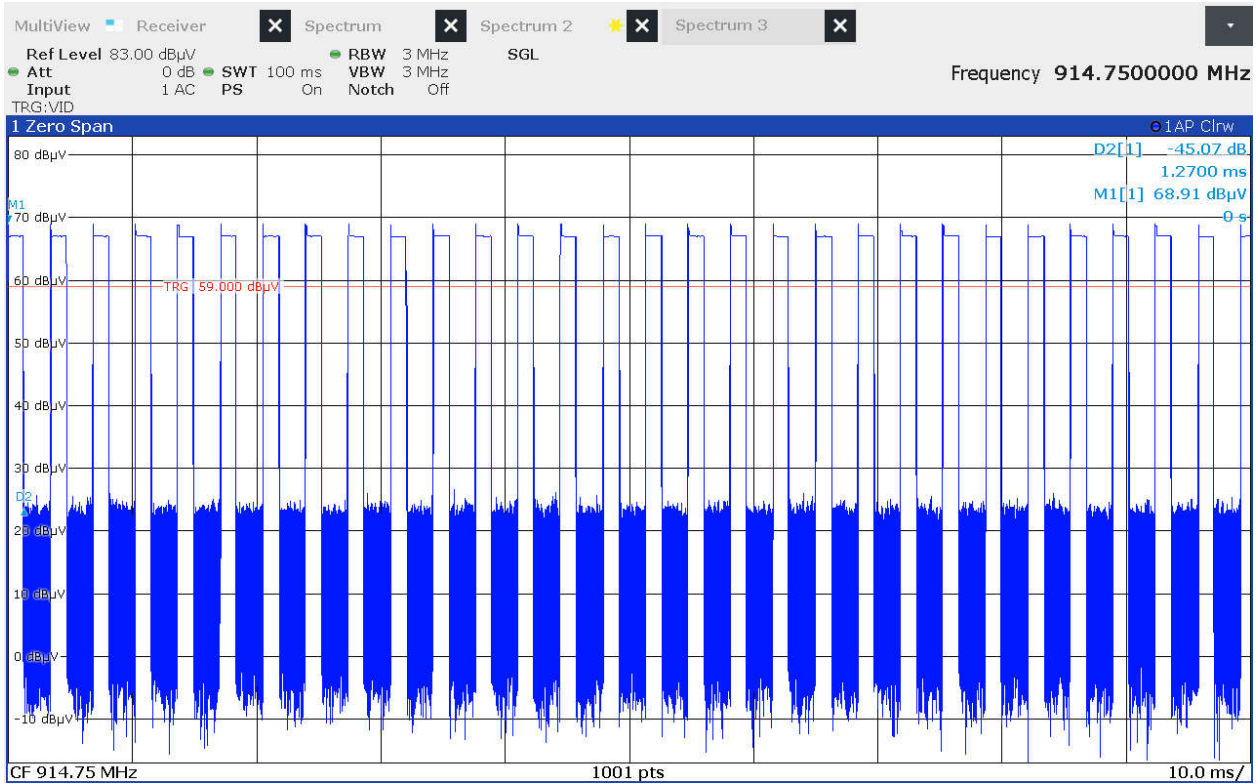 MultiView Receiver Spectrum Spectrum 2 Spectrum 3
Ref Level 83.00 dBµV RBW 3 MHz SGL
Att 0 dB SWT 100 ms VBW 3 MHz
Input 1 AC PS On Notch Off
Frequency 914.7500000 MHz
TRG:VID
1 Zero Span 1AP Clrw
80 dBµV
D2[1] -45.07 dB
1.2700 ms
M1[1] 68.91 dBµV
0 s
M1
70 dBµV
60 dBµV
TRG 59.000 dBµV
50 dBµV
40 dBµV
30 dBµV
D2
20 dBµV
10 dBµV
0 dBµV
-10 dBµV
CF 914.75 MHz 1001 pts 10.0 ms/